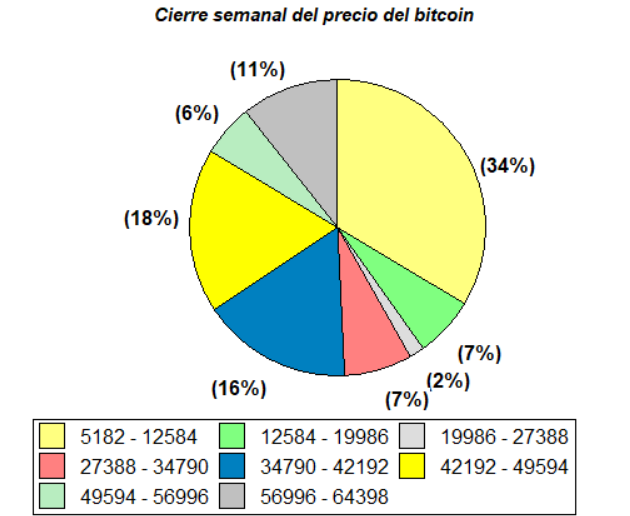 Cierre semanal del precio del bitcoin
(11%)
(6%)
(34%)
(18%)
(7%)
(2%)
(16%)
(7%)
5182 - 12584 12584 - 19986 19986 - 27388
27388 - 34790 34790 - 42192 42192 - 49594
49594 - 56996 56996 - 64398